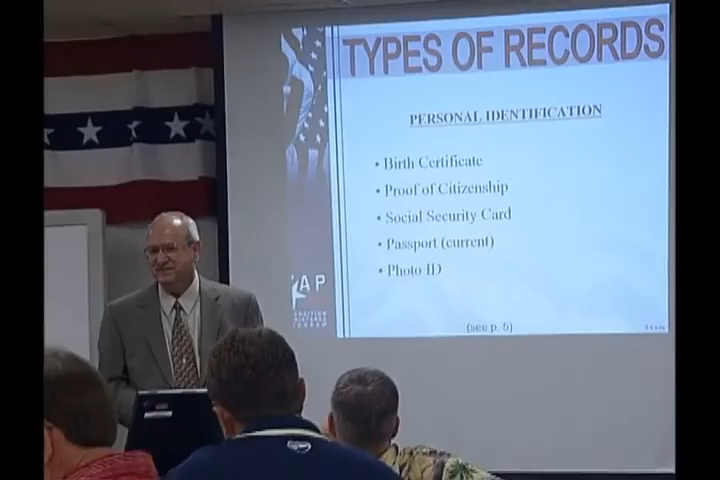 TYPES OF RECORDS
PERSONAL IDENTIFICATION
• Birth Certificate
• Proof of Citizenship
• Social Security Card
• Passport (current)
• Photo ID
AP
(see p. 5)